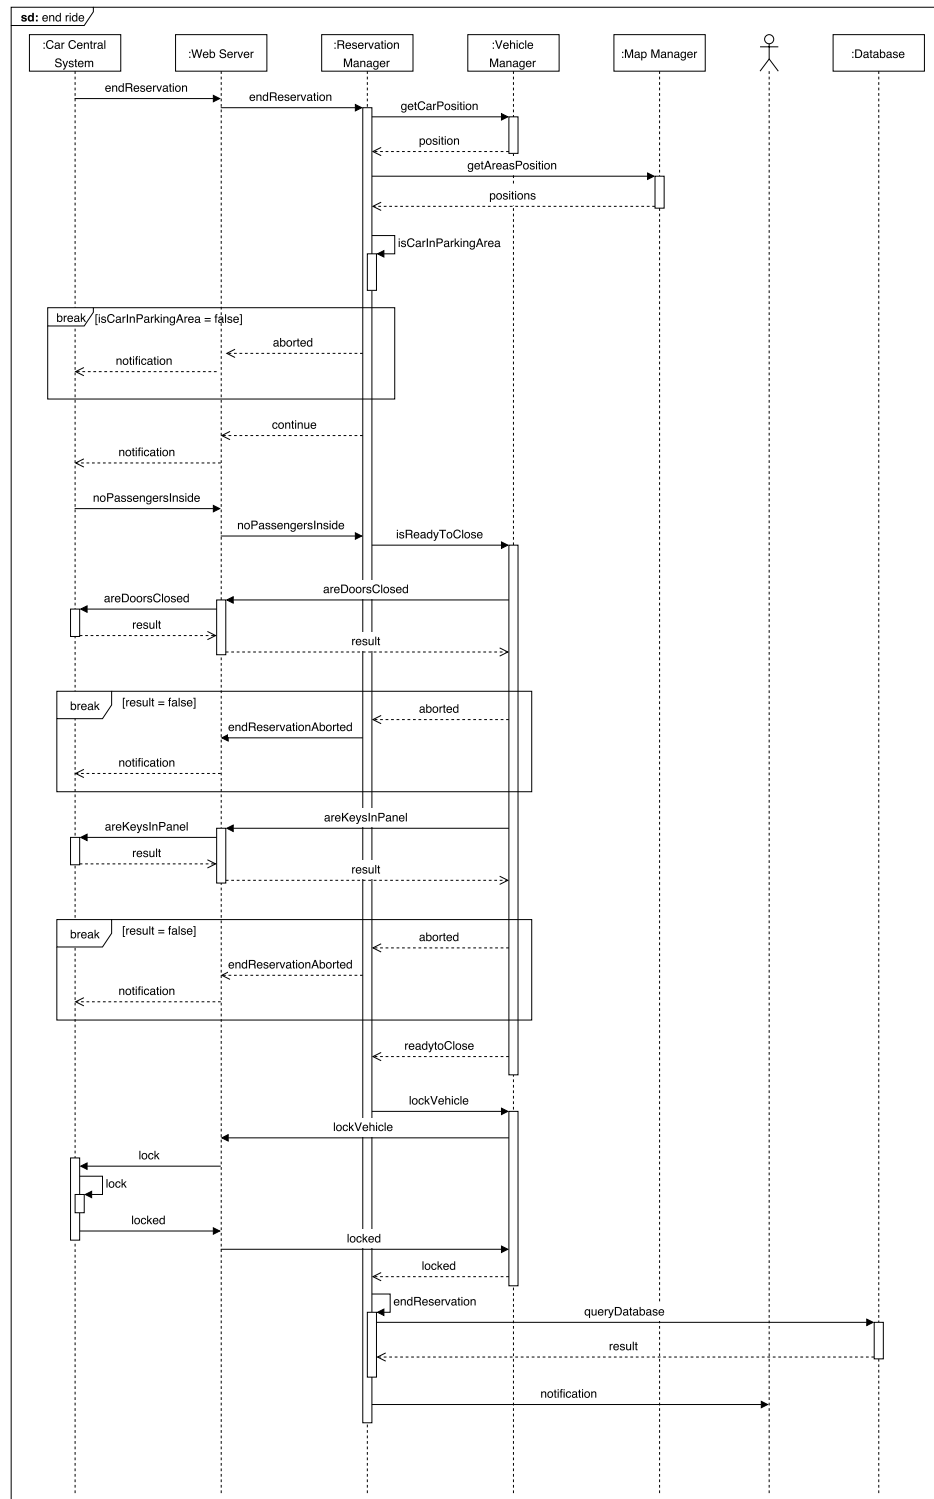 sd: end ride
:Car Central
System
:Web Server
:Reservation
Manager
:Vehicle
Manager
:Map Manager
:Database
endReservation
endReservation
getCarPosition
position
getAreasPosition
positions
isCarInParkingArea
break
[isCarInParkingArea = false]
aborted
notification
continue
notification
noPassengersInside
noPassengersInside
isReadyToClose
areDoorsClosed
areDoorsClosed
result
result
break
[result = false]
aborted
endReservationAborted
notification
areKeysInPanel
areKeysInPanel
result
result
break
[result = false]
aborted
endReservationAborted
notification
readytoClose
lockVehicle
lockVehicle
lock
lock
locked
locked
locked
endReservation
queryDatabase
result
notification